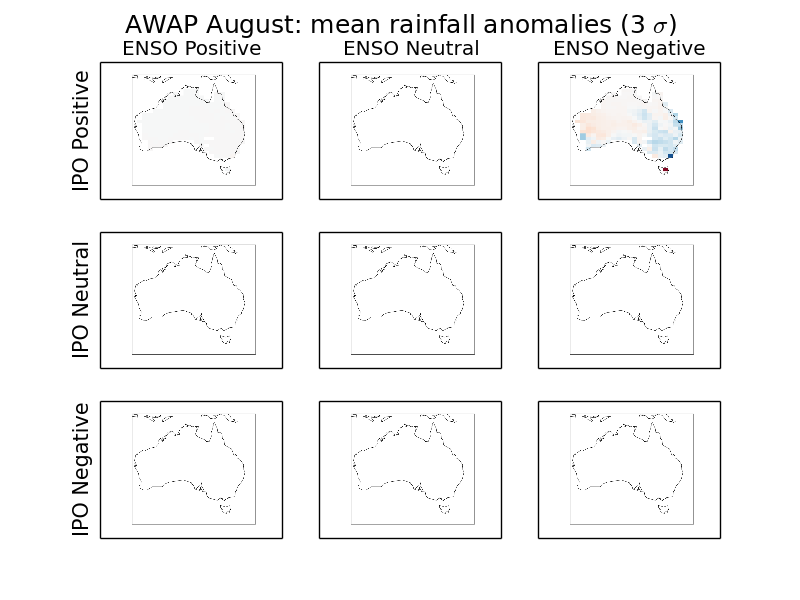 AWAP August: mean rainfall anomalies (3 σ)
ENSO Positive ENSO Neutral ENSO Negative
IPO Positive
IPO Neutral
IPO Negative